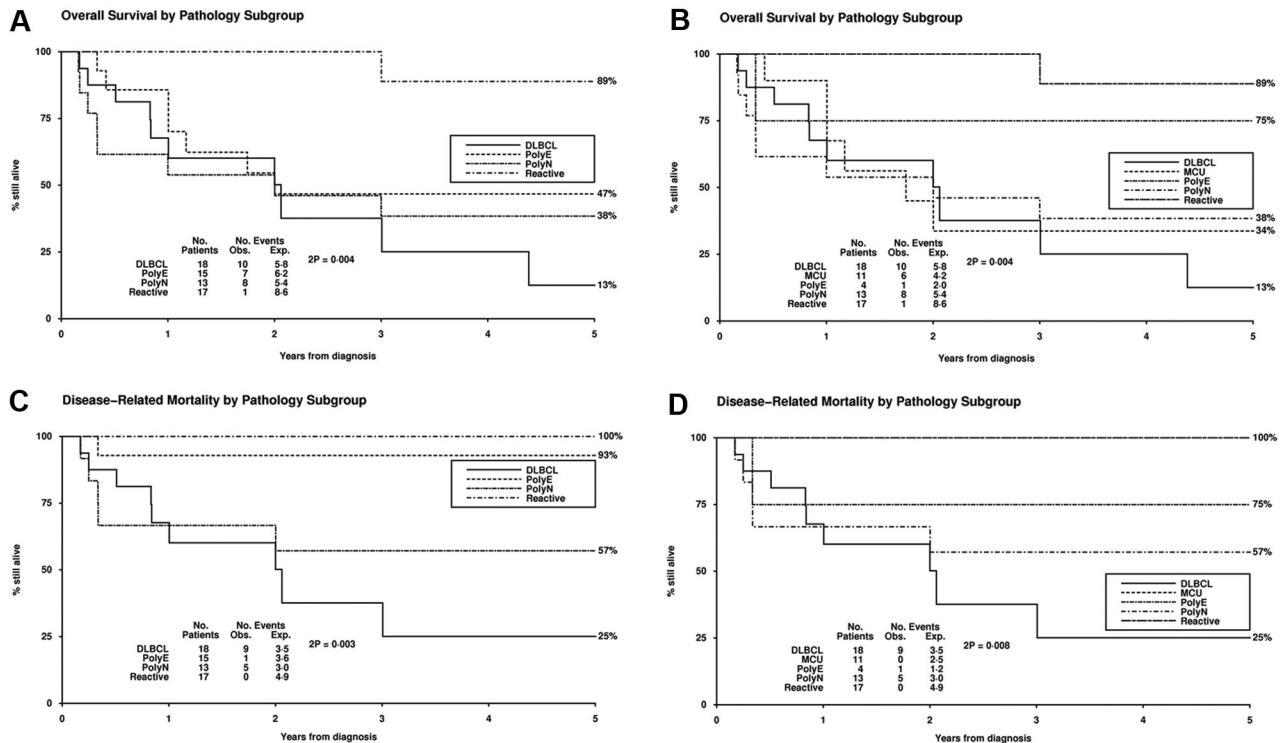 A
Overall Survival by Pathology Subgroup
% still alive
100
75
50
25
0
89%
47%
38%
13%
DLBCL
PolyE
PolyN
Reactive
No. No. Events
Patients Obs. Exp.
DLBCL 18 10 5·8
PolyE 15 7 6·2
PolyN 13 8 5·4
Reactive 17 1 8·6
2P = 0·004
0 1 2 3 4 5
Years from diagnosis
B
Overall Survival by Pathology Subgroup
% still alive
100
75
50
25
0
89%
75%
38%
34%
13%
DLBCL
MCU
PolyE
PolyN
Reactive
No. No. Events
Patients Obs. Exp.
DLBCL 18 10 5·8
MCU 11 6 4·2
PolyE 4 1 2·0
PolyN 13 8 5·4
Reactive 17 1 8·6
2P = 0·004
0 1 2 3 4 5
Years from diagnosis
C
Disease–Related Mortality by Pathology Subgroup
% still alive
100
75
50
25
0
100%
93%
57%
25%
DLBCL
PolyE
PolyN
Reactive
No. No. Events
Patients Obs. Exp.
DLBCL 18 9 3·5
PolyE 15 1 3·6
PolyN 13 5 3·0
Reactive 17 0 4·9
2P = 0·003
0 1 2 3 4 5
Years from diagnosis
D
Disease–Related Mortality by Pathology Subgroup
% still alive
100
75
50
25
0
100%
75%
57%
25%
DLBCL
MCU
PolyE
PolyN
Reactive
No. No. Events
Patients Obs. Exp.
DLBCL 18 9 3·5
MCU 11 0 2·5
PolyE 4 1 1·2
PolyN 13 5 3·0
Reactive 17 0 4·9
2P = 0·008
0 1 2 3 4 5
Years from diagnosis